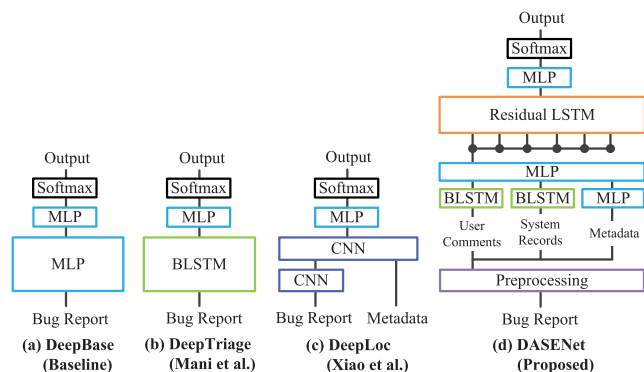 Output
Softmax
MLP
MLP
Bug Report
(a) DeepBase
(Baseline)
Output
Softmax
MLP
BLSTM
Bug Report
(b) DeepTriage
(Mani et al.)
Output
Softmax
MLP
CNN
CNN
Bug Report
Metadata
(c) DeepLoc
(Xiao et al.)
Output
Softmax
MLP
Residual LSTM
MLP
BLSTM
BLSTM
MLP
User
Comments
System
Records
Metadata
Preprocessing
Bug Report
(d) DASENet
(Proposed)